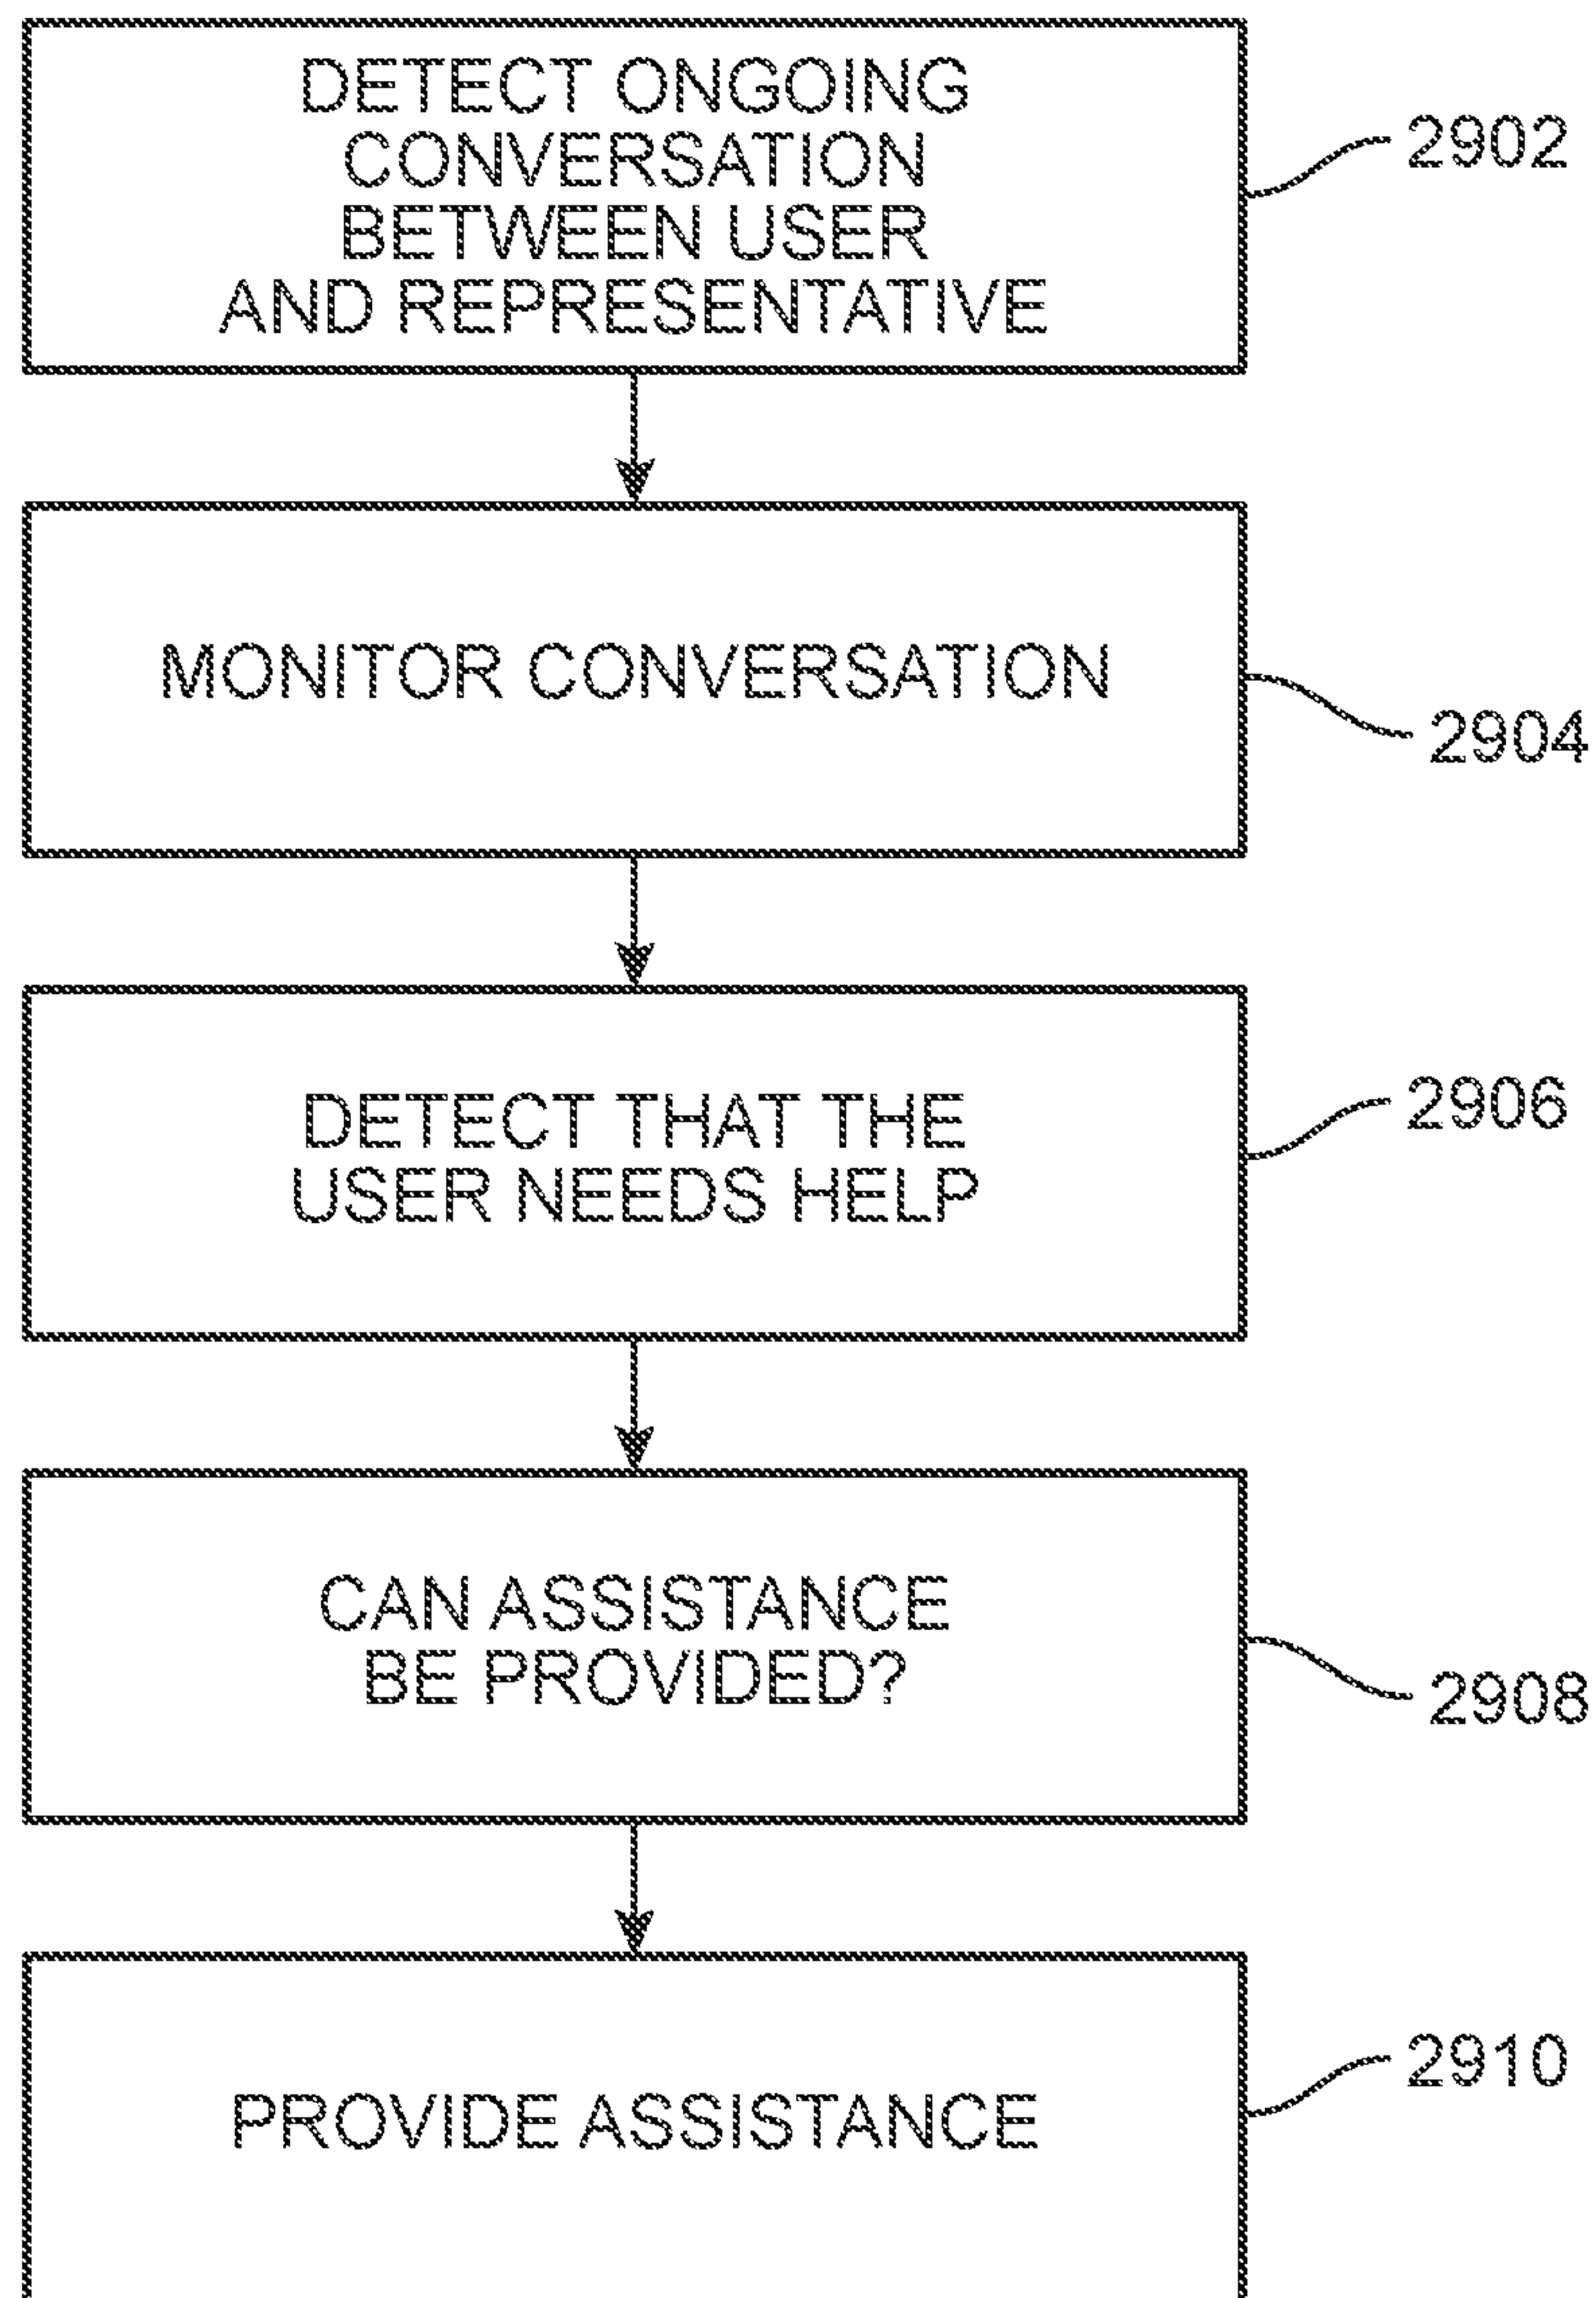 DETECT ONGOING
CONVERSATION
BETWEEN USER
AND REPRESENTATIVE
2902
MONITOR CONVERSATION
2904
DETECT THAT THE
USER NEEDS HELP
2906
CAN ASSISTANCE
BE PROVIDED?
2908
PROVIDE ASSISTANCE
2910